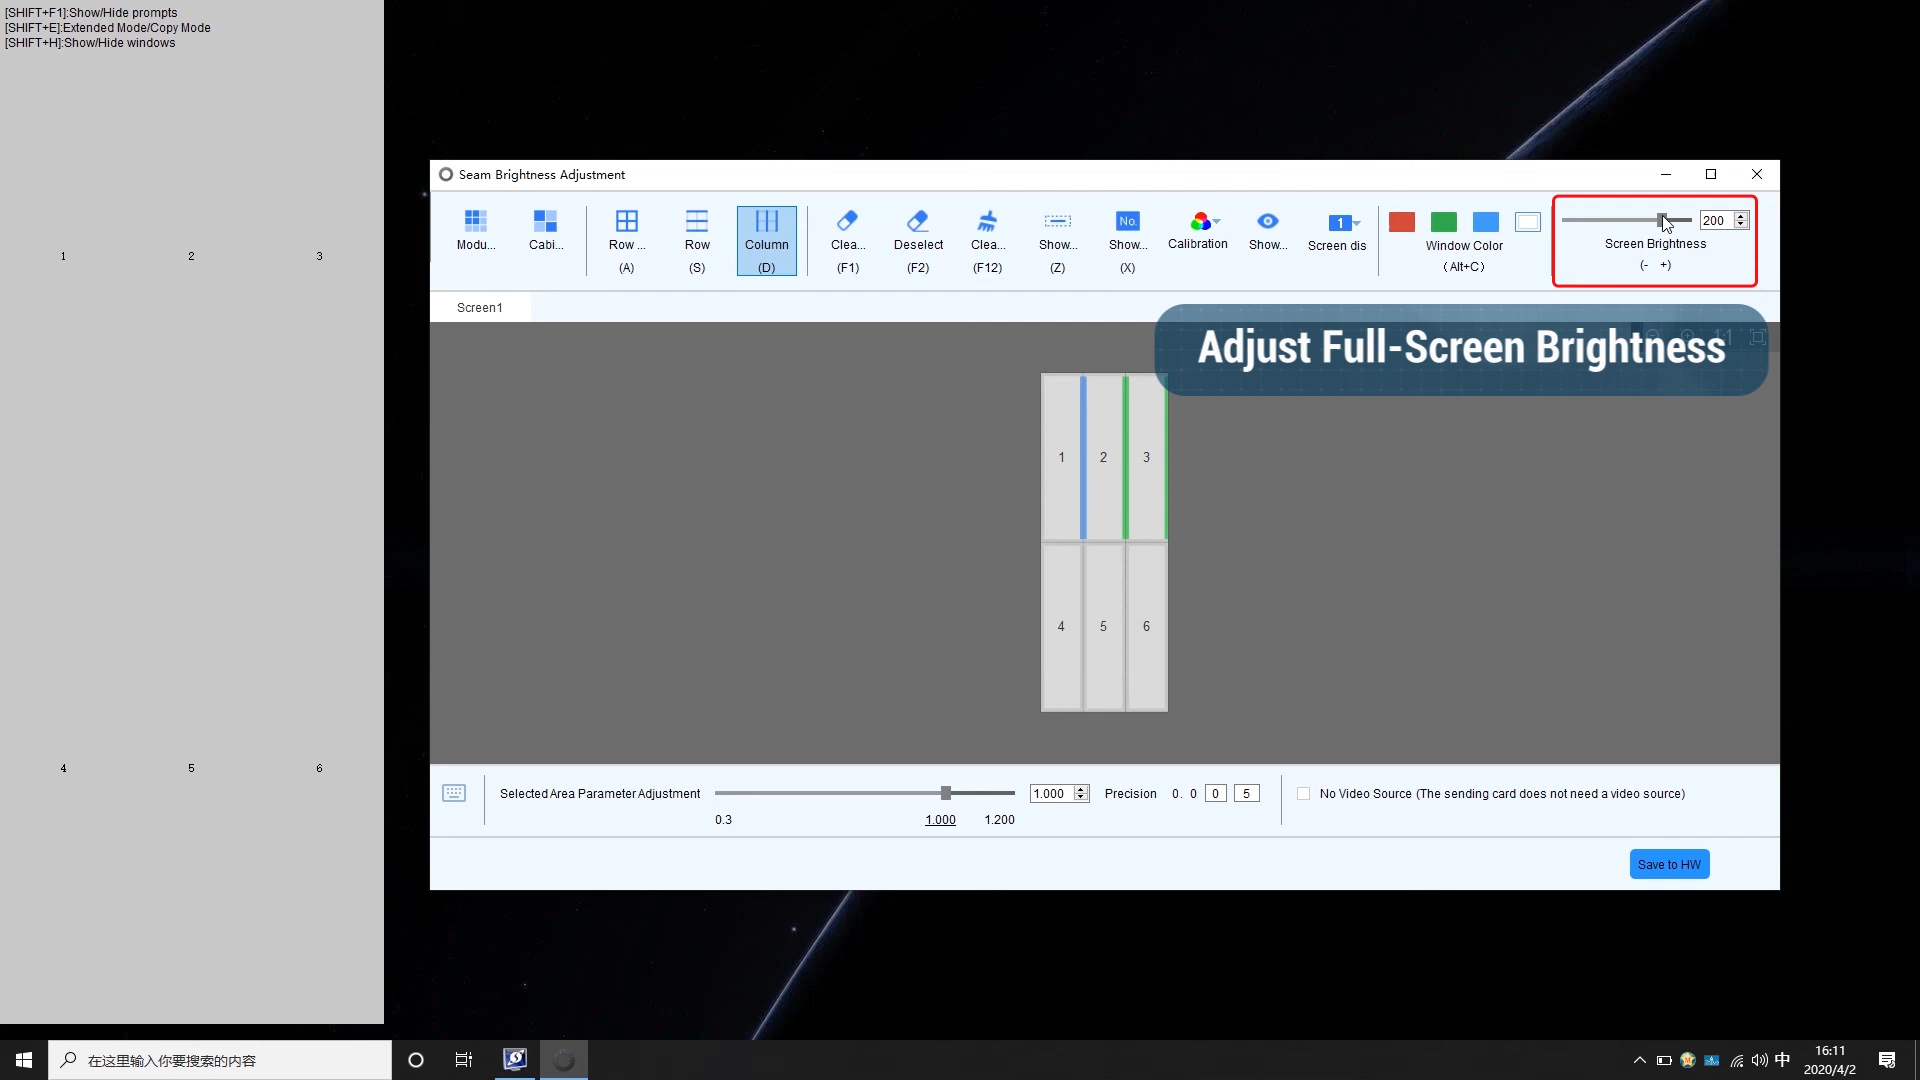 [SHIFT+F1]:Show/Hide prompts
[SHIFT+E]:Extended Mode/Copy Mode
[SHIFT+H]:Show/Hide windows
1 2 3
4 5 6
Seam Brightness Adjustment
Modu... Cabi... Row ... Row Column Clea... Deselect Clea... Show... Show... Calibration Show... Screen dis Window Color Screen Brightness
(A) (S) (D) (F1) (F2) (F12) (Z) (X) (Alt+C) (- +)
No. 1 200
Screen1
Adjust Full-Screen Brightness
1:1
1 2 3
4 5 6
Selected Area Parameter Adjustment 1.000 Precision 0. 0 0 5 No Video Source (The sending card does not need a video source)
0.3 1.000 1.200
Save to HW
在这里输入你要搜索的内容
中
16:11
2020/4/2